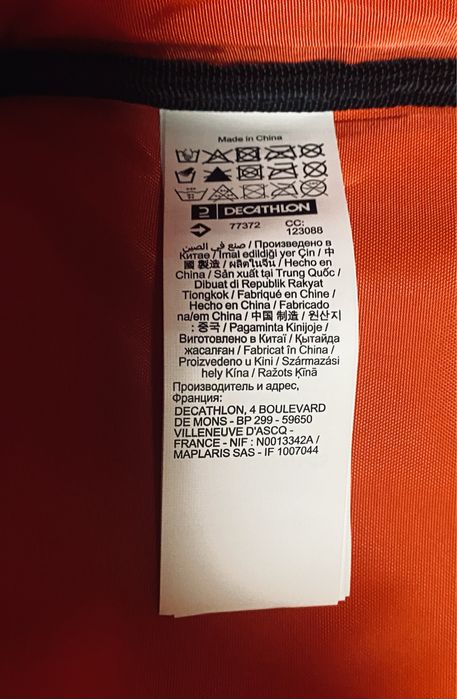 Made in China
DECATHLON
77372
CC: 123088
صنع في الصين / Произведено в
Китае / İmal edildiği yer Çin / 中
國製造 / ผลิตในจีน / Hecho en
China / Sản xuất tại Trung Quốc /
Dibuat di Republik Rakyat
Tiongkok / Fabriqué en Chine /
Hecho en China / Fabricado
na/em China / 中国制造 / 원산지
: 중국 / Pagaminta Kinijoje /
Виготовлено в Китаї / Қытайда
жасалған / Fabricat în China /
Proizvedeno u Kini / Származási
hely Kína / Ražots Ķīnā
Производитель и адрес,
Франция:
DECATHLON, 4 BOULEVARD
DE MONS - BP 299 - 59650
VILLENEUVE D'ASCQ -
FRANCE - NIF : N0013342A /
MAPLARIS SAS - IF 1007044